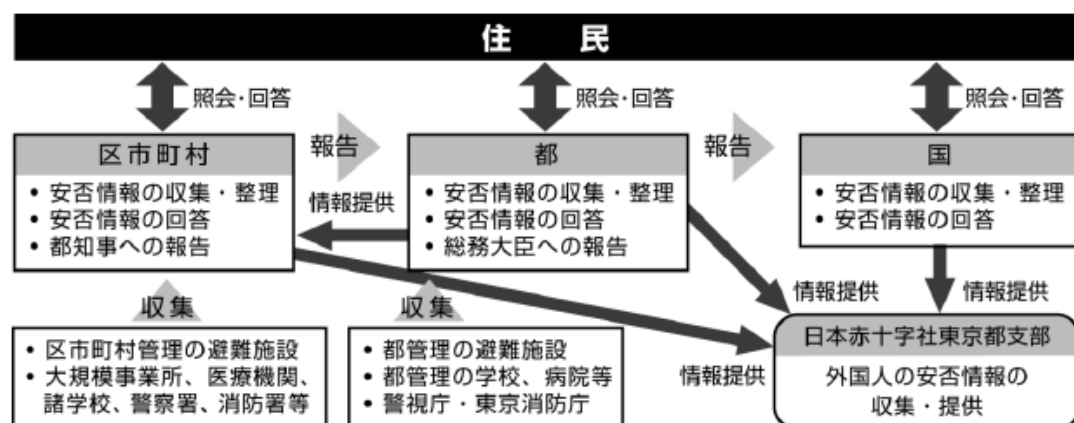 住　民
照会・回答
照会・回答
照会・回答
区市町村
・安否情報の収集・整理
・安否情報の回答
・都知事への報告
報告
情報提供
都
・安否情報の収集・整理
・安否情報の回答
・総務大臣への報告
報告
国
・安否情報の収集・整理
・安否情報の回答
収集
収集
情報提供
情報提供
・区市町村管理の避難施設
・大規模事業所、医療機関、
諸学校、警察署、消防署等
・都管理の避難施設
・都管理の学校、病院等
・警視庁・東京消防庁
情報提供
日本赤十字社東京都支部
外国人の安否情報の
収集・提供